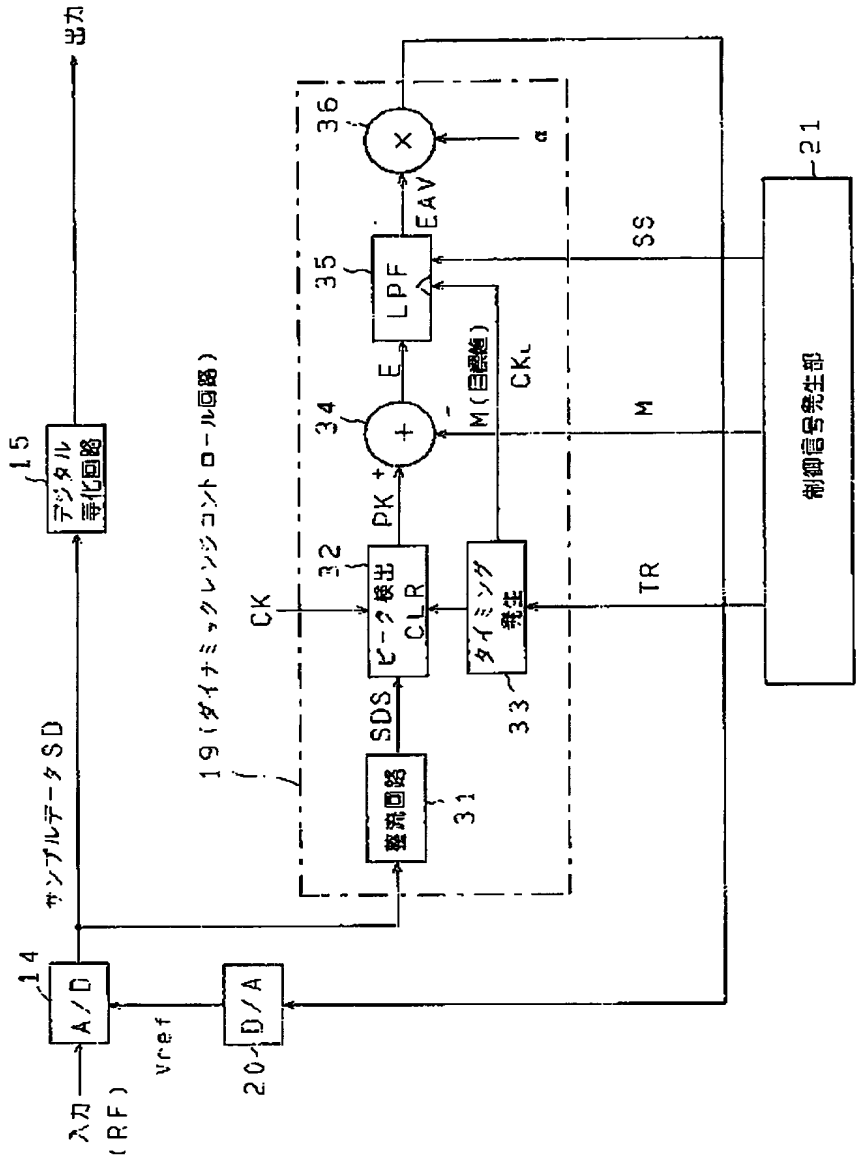 入力
(RF)
A/D
14
サンプルデータSD
デジタル
等化回路
15
出力
Vref
D/A
20
19(ダイナミックレンジコントロール回路)
整流回路
31
SDS
CK
ピーク検出
CLR
32
タイミング
発生
33
PK
+
-
+
34
E
LPF
35
EAV
×
36
α
M(目標値)
CKL
TR
M
SS
制御信号発生部
21